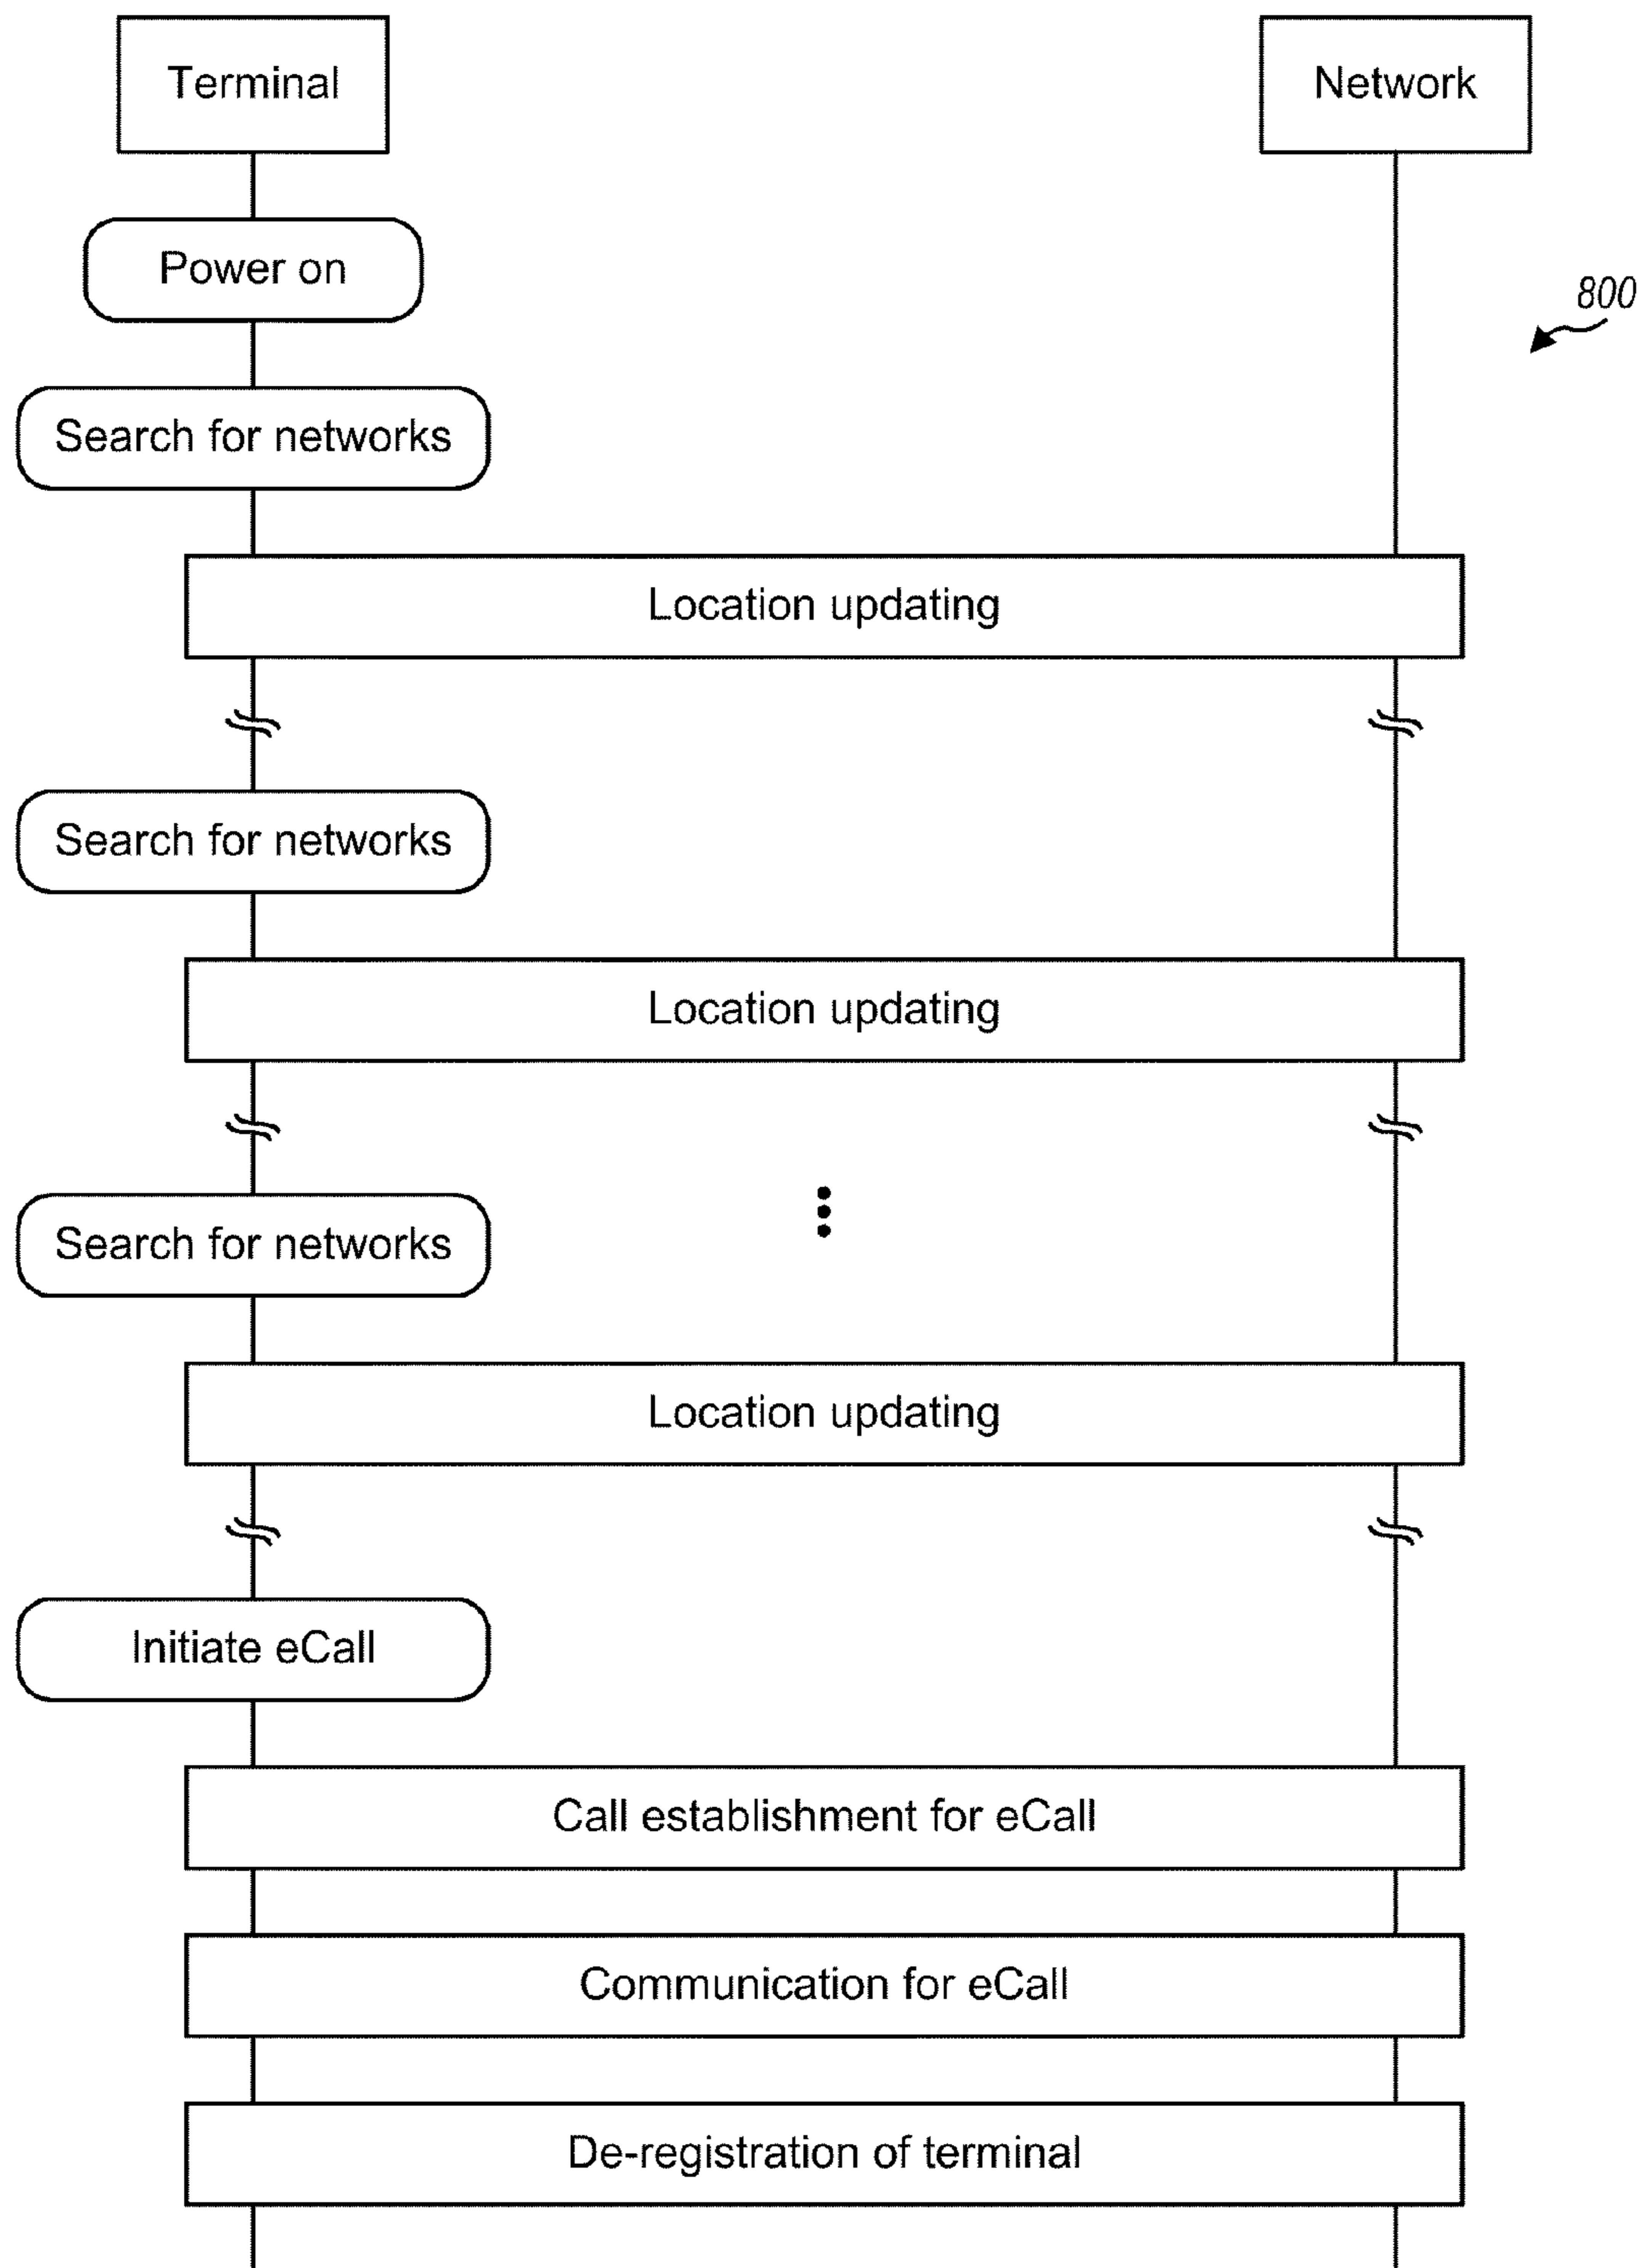 Terminal
Network
Power on
800
Search for networks
Location updating
Search for networks
Location updating
Search for networks
Location updating
Initiate eCall
Call establishment for eCall
Communication for eCall
De-registration of terminal